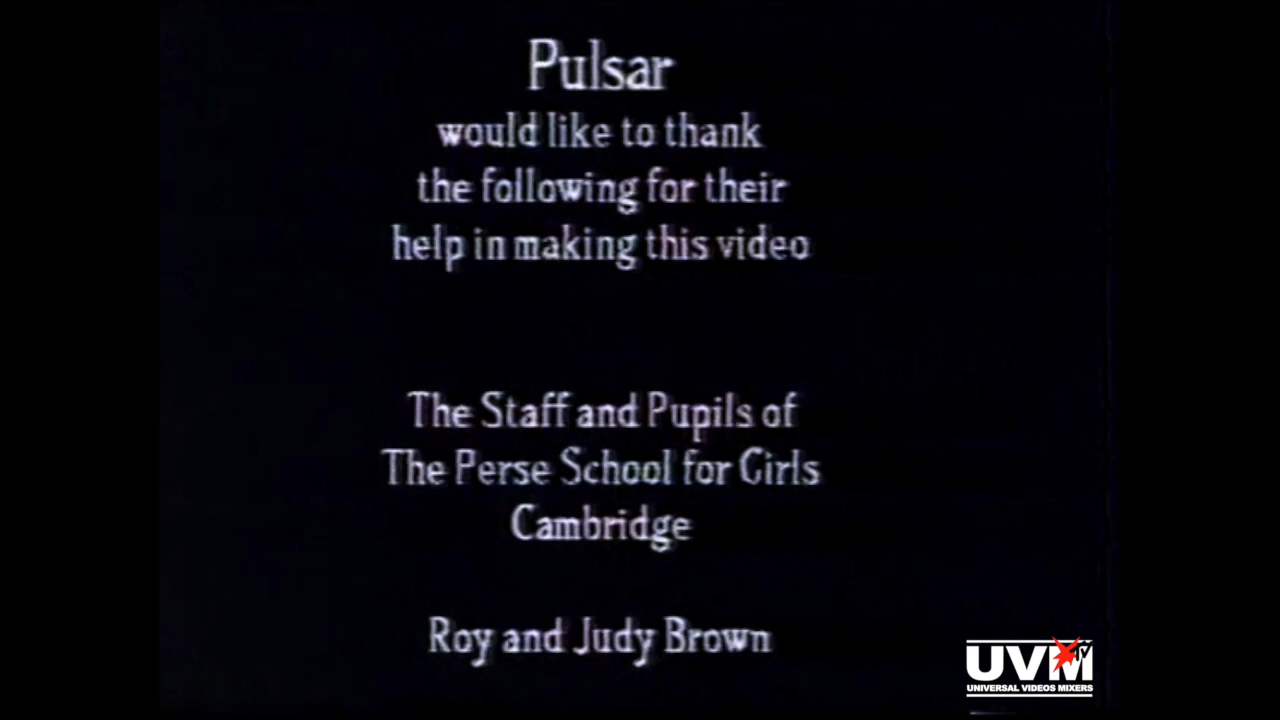 Pulsar
would like to thank
the following for their
help in making this video
The Staff and Pupils of
The Perse School for Girls
Cambridge
Roy and Judy Brown
UVM TV
UNIVERSAL VIDEOS MIXERS